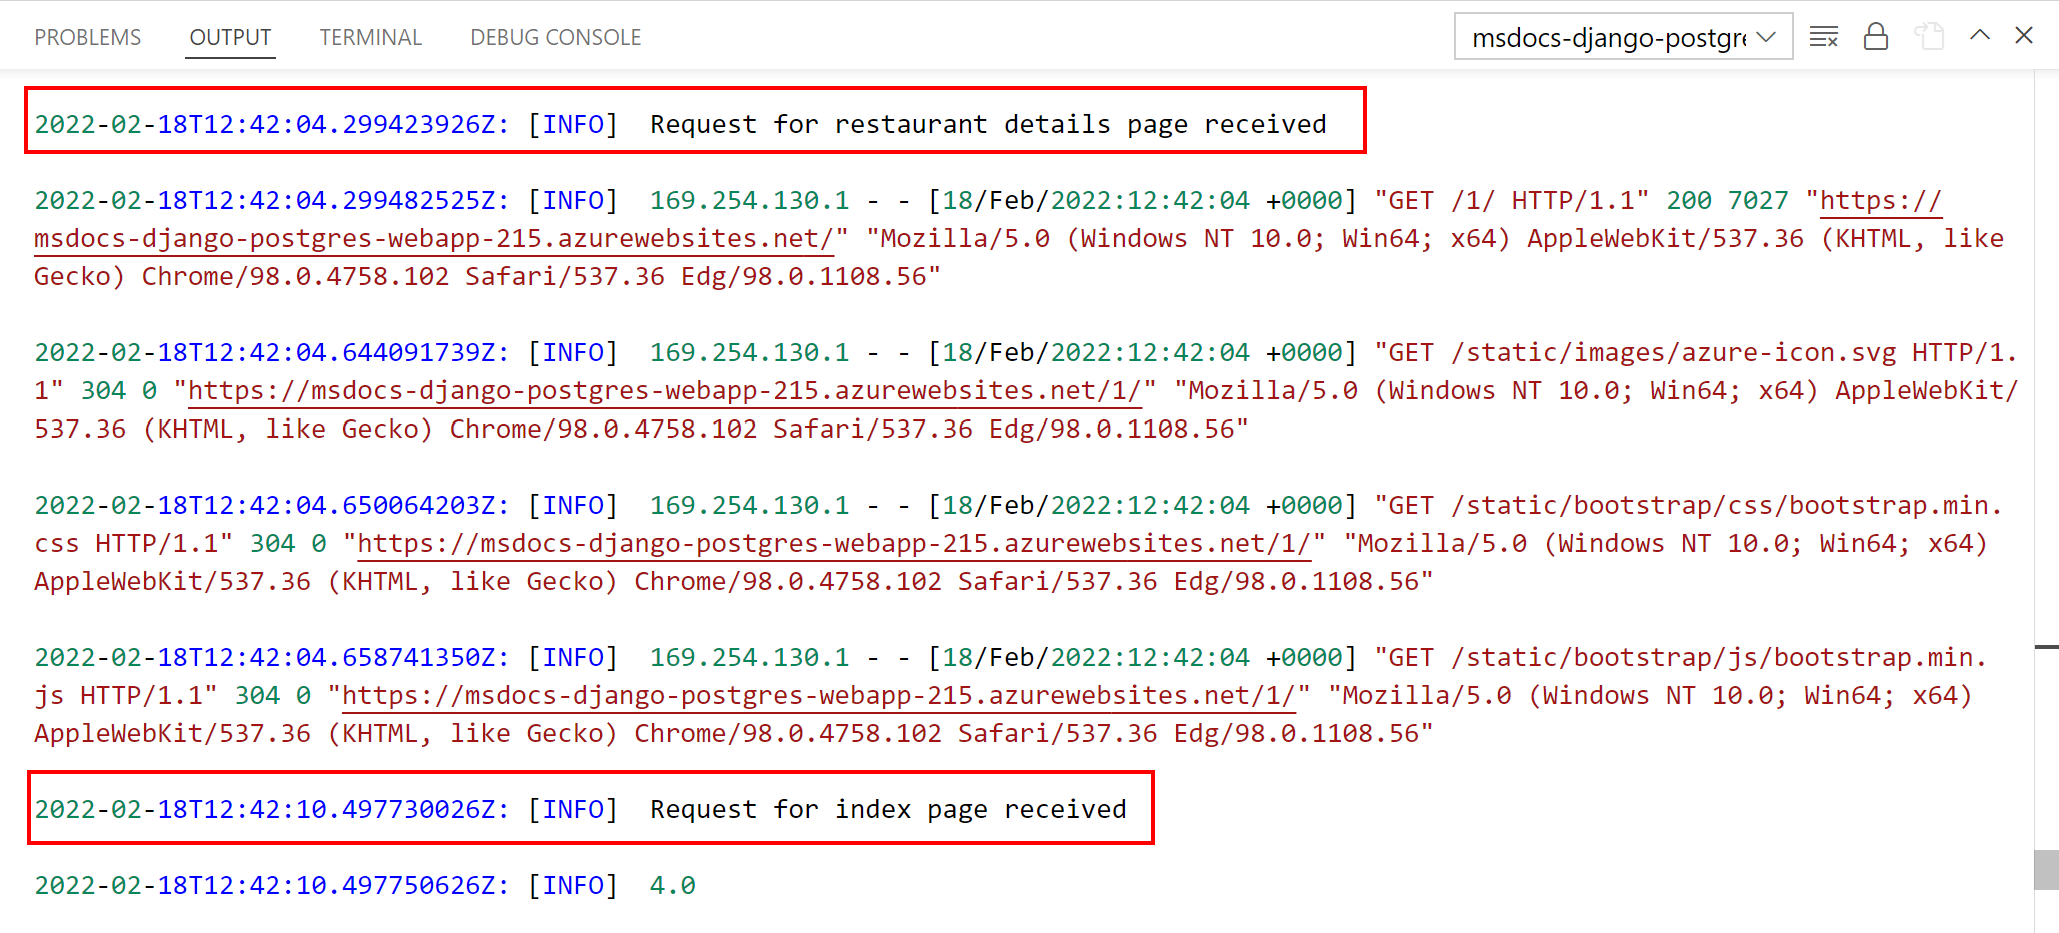 PROBLEMS OUTPUT TERMINAL DEBUG CONSOLE msdocs-django-postgre
2022-02-18T12:42:04.299423926Z: [INFO]  Request for restaurant details page received
2022-02-18T12:42:04.299482525Z: [INFO]  169.254.130.1 - - [18/Feb/2022:12:42:04 +0000] "GET /1/ HTTP/1.1" 200 7027 "https://
msdocs-django-postgres-webapp-215.azurewebsites.net/" "Mozilla/5.0 (Windows NT 10.0; Win64; x64) AppleWebKit/537.36 (KHTML, like
Gecko) Chrome/98.0.4758.102 Safari/537.36 Edg/98.0.1108.56"
2022-02-18T12:42:04.644091739Z: [INFO]  169.254.130.1 - - [18/Feb/2022:12:42:04 +0000] "GET /static/images/azure-icon.svg HTTP/1.
1" 304 0 "https://msdocs-django-postgres-webapp-215.azurewebsites.net/1/" "Mozilla/5.0 (Windows NT 10.0; Win64; x64) AppleWebKit/
537.36 (KHTML, like Gecko) Chrome/98.0.4758.102 Safari/537.36 Edg/98.0.1108.56"
2022-02-18T12:42:04.650064203Z: [INFO]  169.254.130.1 - - [18/Feb/2022:12:42:04 +0000] "GET /static/bootstrap/css/bootstrap.min.
css HTTP/1.1" 304 0 "https://msdocs-django-postgres-webapp-215.azurewebsites.net/1/" "Mozilla/5.0 (Windows NT 10.0; Win64; x64)
AppleWebKit/537.36 (KHTML, like Gecko) Chrome/98.0.4758.102 Safari/537.36 Edg/98.0.1108.56"
2022-02-18T12:42:04.658741350Z: [INFO]  169.254.130.1 - - [18/Feb/2022:12:42:04 +0000] "GET /static/bootstrap/js/bootstrap.min.
js HTTP/1.1" 304 0 "https://msdocs-django-postgres-webapp-215.azurewebsites.net/1/" "Mozilla/5.0 (Windows NT 10.0; Win64; x64)
AppleWebKit/537.36 (KHTML, like Gecko) Chrome/98.0.4758.102 Safari/537.36 Edg/98.0.1108.56"
2022-02-18T12:42:10.497730026Z: [INFO]  Request for index page received
2022-02-18T12:42:10.497750626Z: [INFO]  4.0